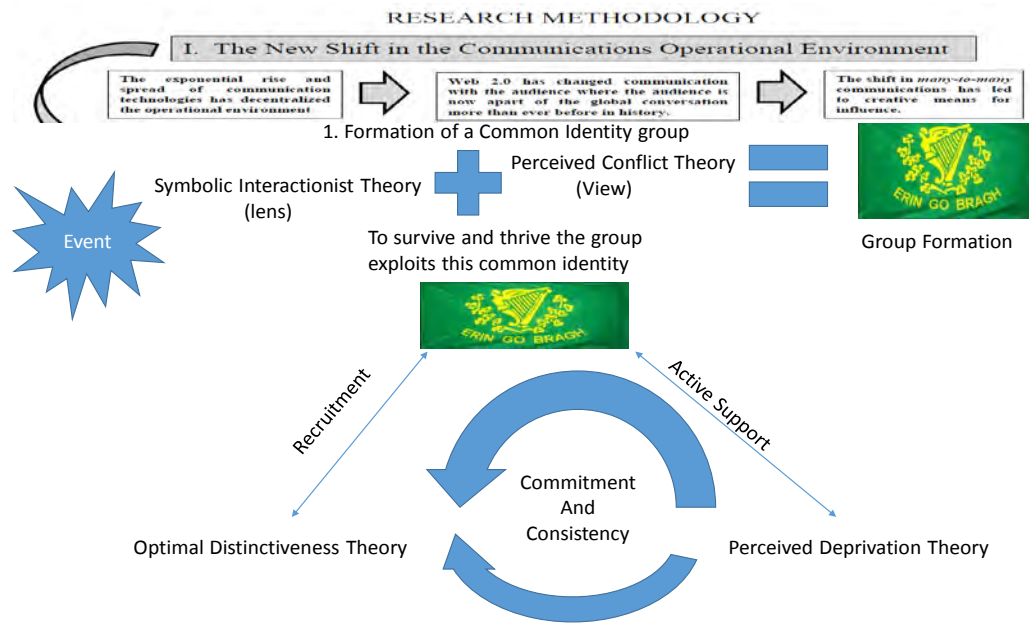 RESEARCH METHODOLOGY
I. The New Shift in the Communications Operational Environment
The exponential rise and
spread of communication
technologies has decentralized
the operational environment
Web 2.0 has changed communication
with the audience where the audience is
now apart of the global conversation
more than ever before in history.
The shift in many-to-many
communications has led
to creative means for
influence.
1. Formation of a Common Identity group
Event
Symbolic Interactionist Theory
(lens)
Perceived Conflict Theory
(View)
ERIN GO BRAGH
Group Formation
To survive and thrive the group
exploits this common identity
ERIN GO BRAGH
Recruitment
Active Support
Commitment
And
Consistency
Optimal Distinctiveness Theory
Perceived Deprivation Theory